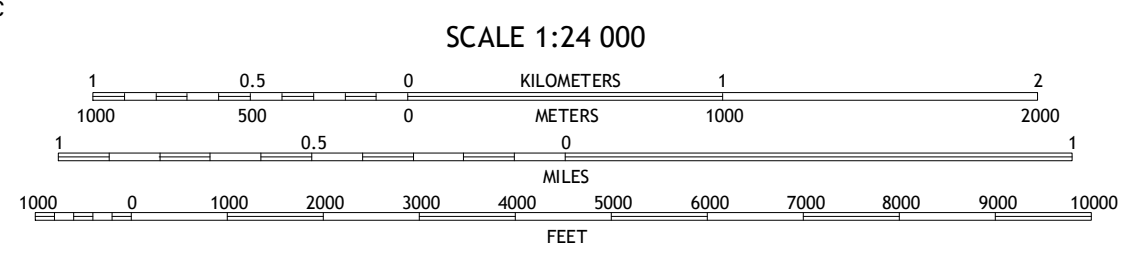 SCALE 1:24 000
1 0.5 0 KILOMETERS 1 2
1000 500 0 METERS 1000 2000
1 0.5 0 1
MILES
1000 0 1000 2000 3000 4000 5000 6000 7000 8000 9000 10000
FEET